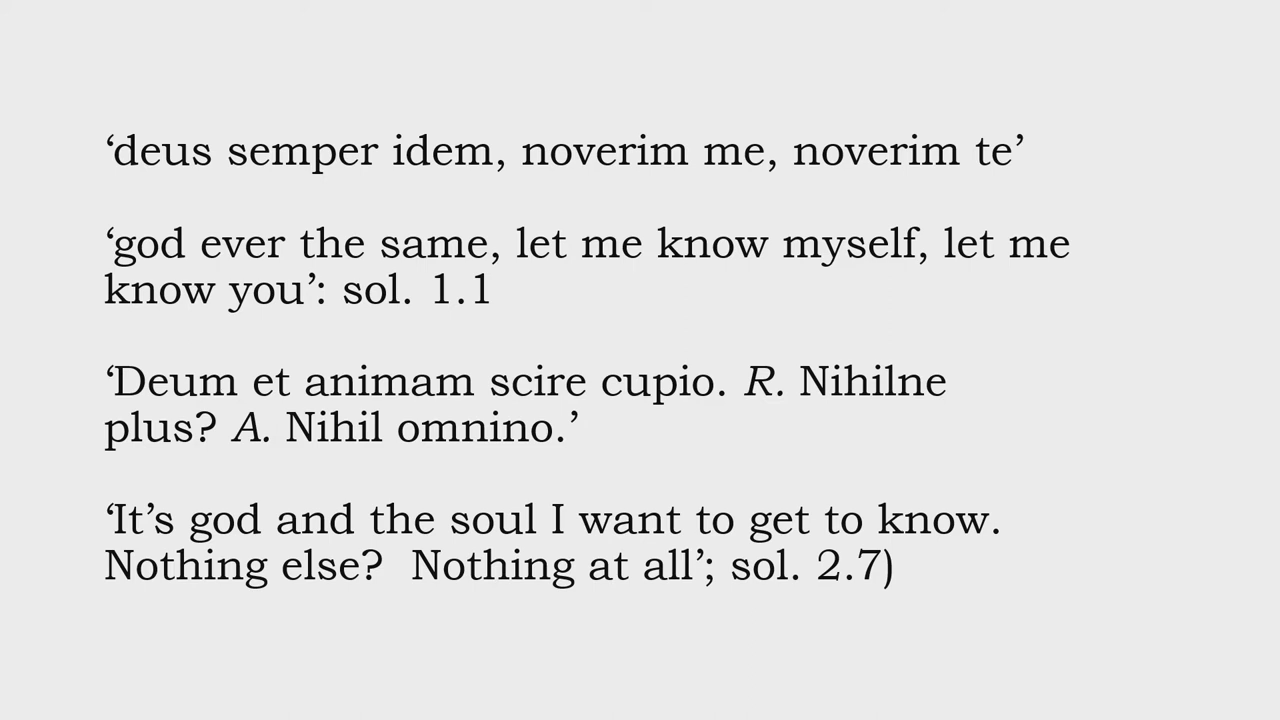 ‘deus semper idem, noverim me, noverim te’
‘god ever the same, let me know myself, let me
know you’: sol. 1.1
‘Deum et animam scire cupio. R. Nihilne
plus? A. Nihil omnino.’
‘It’s god and the soul I want to get to know.
Nothing else?  Nothing at all’; sol. 2.7)